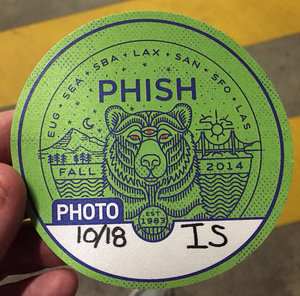 EUG • SEA • SBA • LAX • SAN • SFO • LAS
PHISH
FALL 2014
PHOTO
EST
1983
10/18 IS